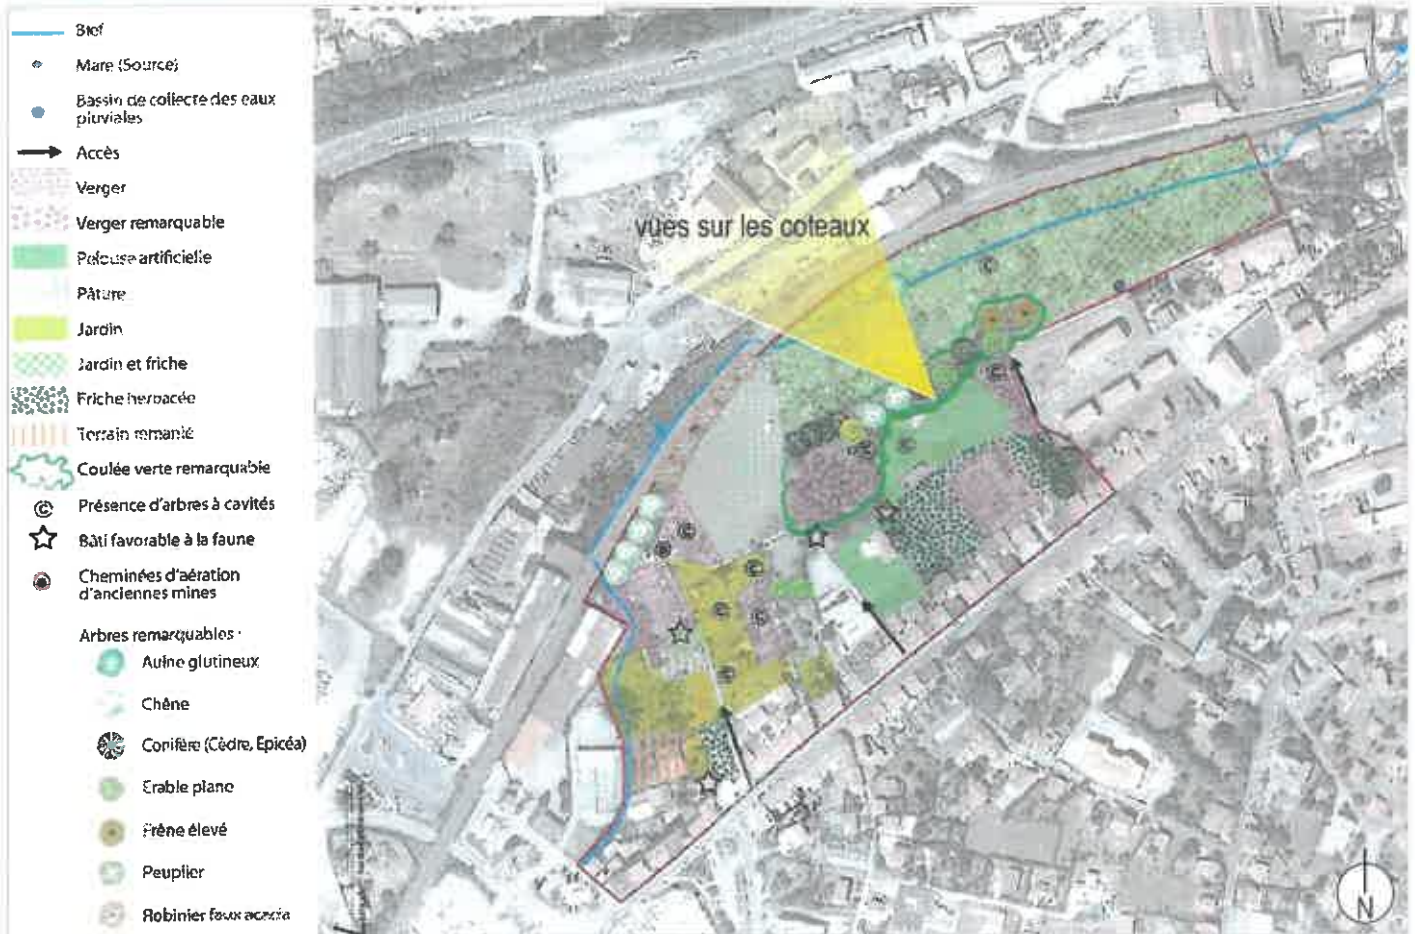 Bief
Mare (Source)
Bassin de collecte des eaux
pluviales
Accès
Verger
Verger remarquable
Pelouse artificielle
Pâture
Jardin
Jardin et friche
Friche herbacée
Terrain remanié
Coulée verte remarquable
Présence d'arbres à cavités
Bâti favorable à la faune
Cheminées d'aération
d'anciennes mines
Arbres remarquables :
Aulne glutineux
Chêne
Conifère (Cèdre, Epicéa)
Erable plane
Frêne élevé
Peuplier
Robinier faux acacia
vues sur les coteaux
N